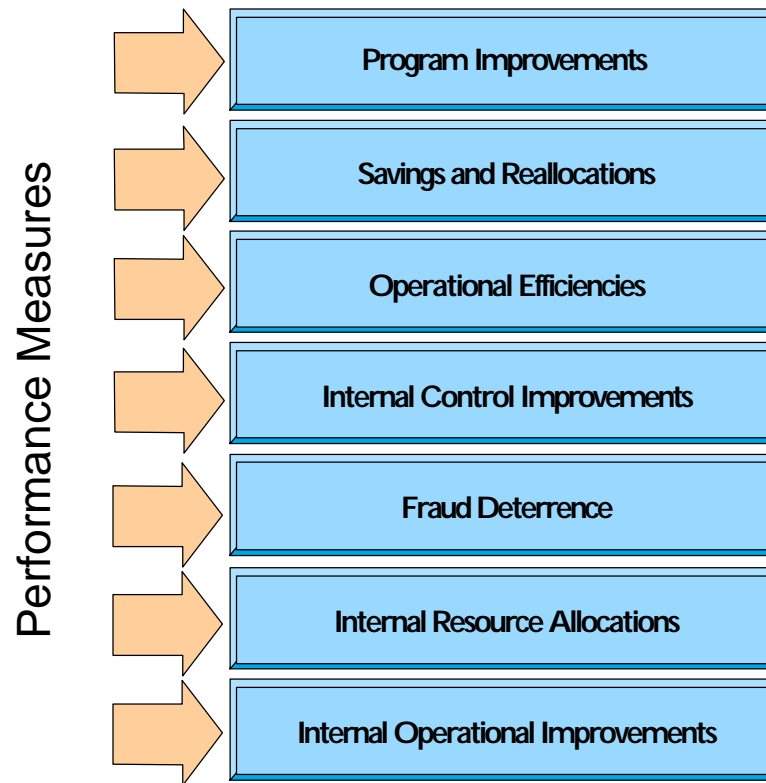 Performance Measures
Program Improvements
Savings and Reallocations
Operational Efficiencies
Internal Control Improvements
Fraud Deterrence
Internal Resource Allocations
Internal Operational Improvements